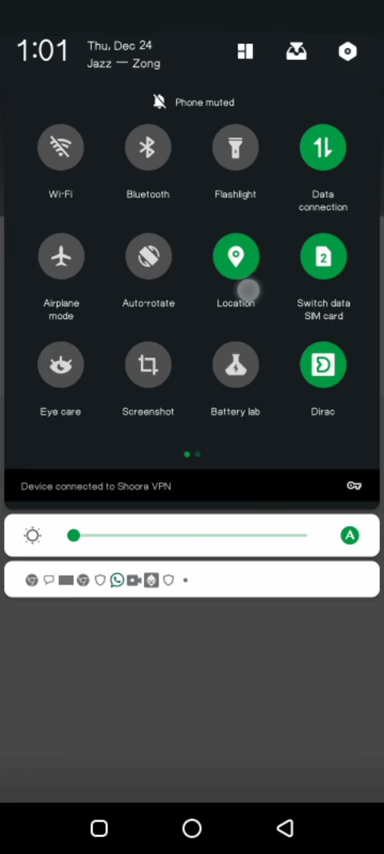 1:01
Thu, Dec 24
Jazz — Zong
Phone muted
Wi-Fi
Bluetooth
Flashlight
Data
connection
Airplane
mode
Auto-rotate
Location
Switch data
SIM card
Eye care
Screenshot
Battery lab
Dirac
Device connected to Shoora VPN
A